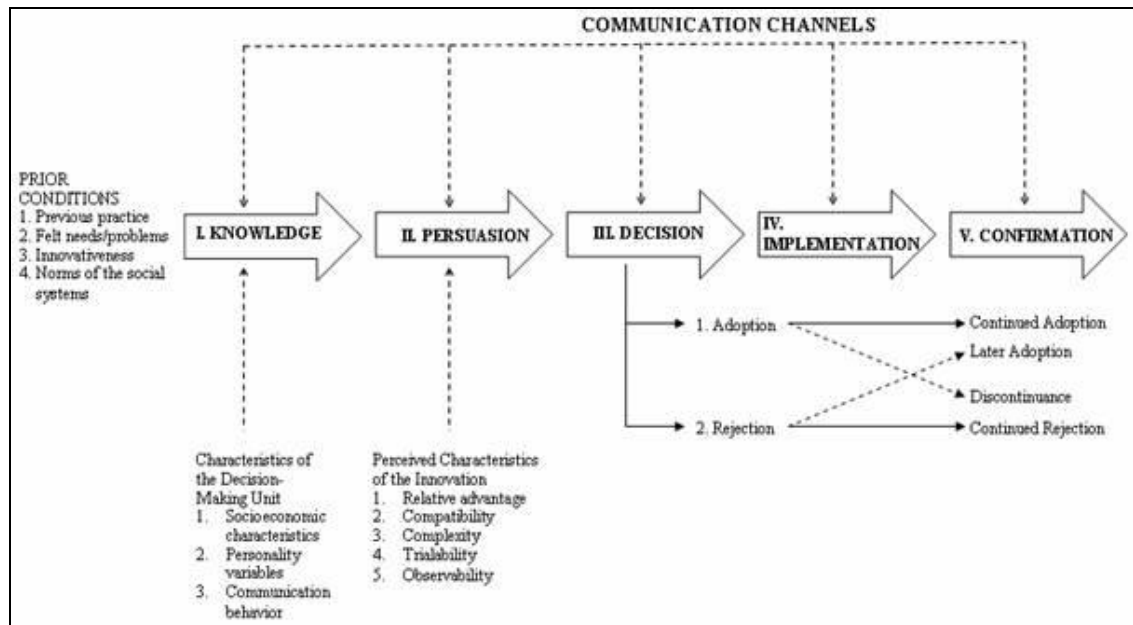 COMMUNICATION CHANNELS
PRIOR
CONDITIONS
1. Previous practice
2. Felt needs/problems
3. Innovativeness
4. Norms of the social
systems
I. KNOWLEDGE
II. PERSUASION
III. DECISION
IV.
IMPLEMENTATION
V. CONFIRMATION
1. Adoption
Continued Adoption
Later Adoption
Discontinuance
2. Rejection
Continued Rejection
Characteristics of
the Decision-
Making Unit
1. Socioeconomic
characteristics
2. Personality
variables
3. Communication
behavior
Perceived Characteristics
of the Innovation
1. Relative advantage
2. Compatibility
3. Complexity
4. Trialability
5. Observability